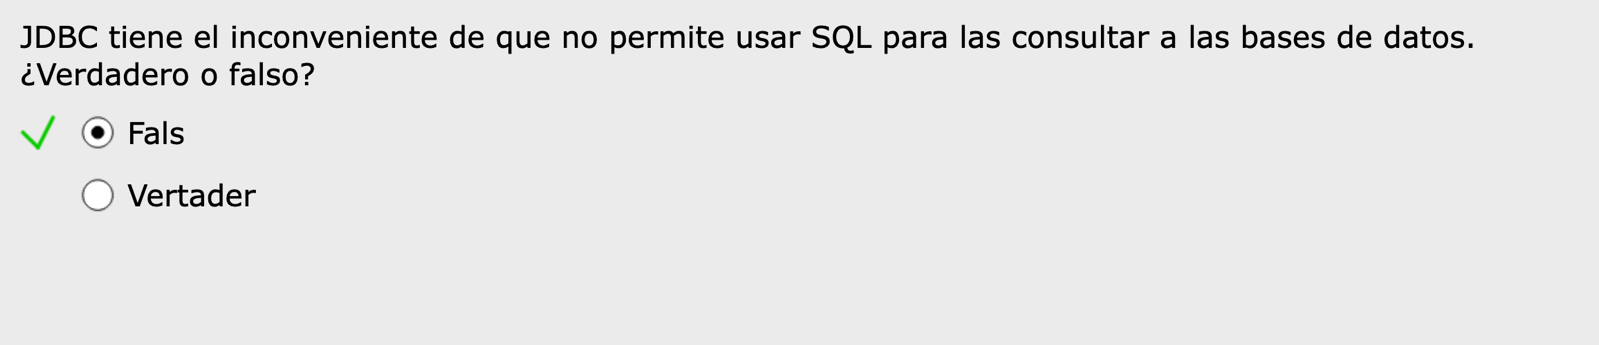 JDBC tiene el inconveniente de que no permite usar SQL para las consultar a las bases de datos.
¿Verdadero o falso?
Fals
Vertader